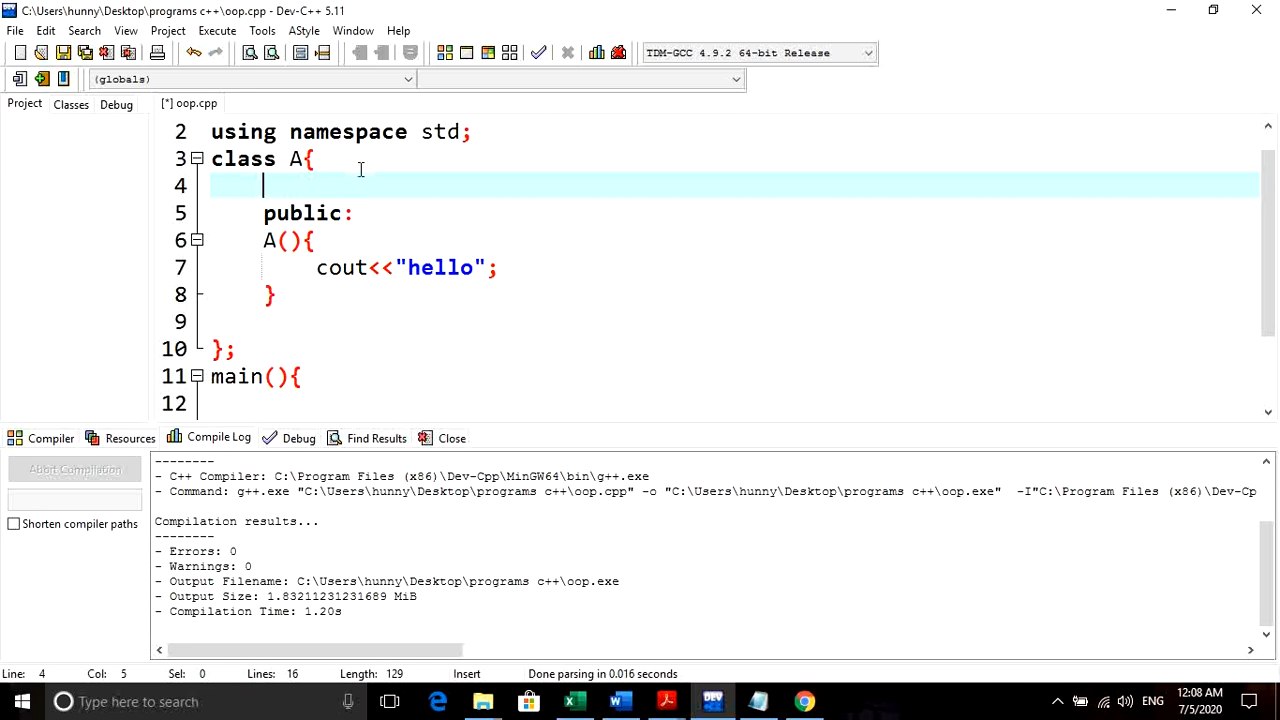 C:\Users\hunny\Desktop\programs c++\oop.cpp - Dev-C++ 5.11
File Edit Search View Project Execute Tools AStyle Window Help
TDM-GCC 4.9.2 64-bit Release
(globals)
Project Classes Debug [*] oop.cpp
2 using namespace std;
3 class A{
4
5 public:
6 A(){
7 cout<<"hello";
8 }
9
10 };
11 main(){
12
Compiler Resources Compile Log Debug Find Results Close
Abort Compilation
Shorten compiler paths
--------
- C++ Compiler: C:\Program Files (x86)\Dev-Cpp\MinGW64\bin\g++.exe
- Command: g++.exe "C:\Users\hunny\Desktop\programs c++\oop.cpp" -o "C:\Users\hunny\Desktop\programs c++\oop.exe" -I"C:\Program Files (x86)\Dev-Cp
Compilation results...
--------
- Errors: 0
- Warnings: 0
- Output Filename: C:\Users\hunny\Desktop\programs c++\oop.exe
- Output Size: 1.83211231231689 MiB
- Compilation Time: 1.20s
Line: 4 Col: 5 Sel: 0 Lines: 16 Length: 129 Insert Done parsing in 0.016 seconds
Type here to search
DEV
ENG
12:08 AM
7/5/2020